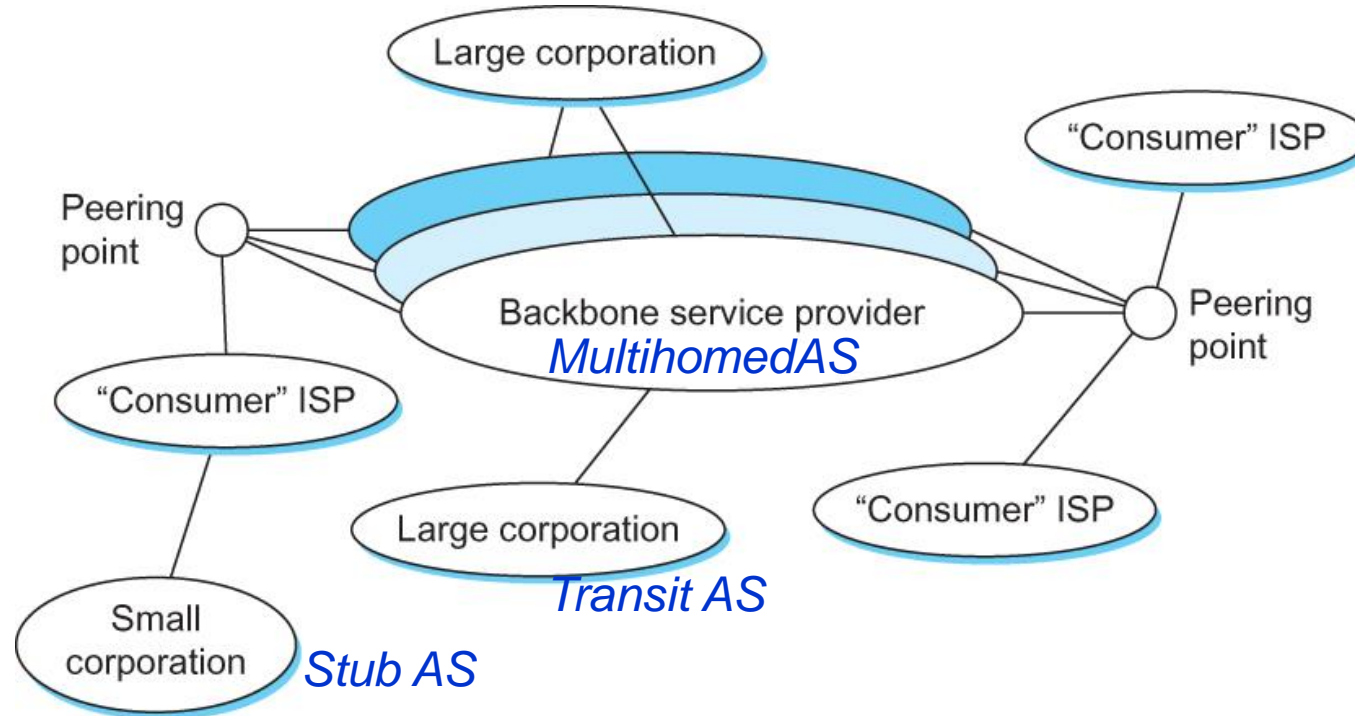 Large corporation
“Consumer” ISP
Peering
point
Backbone service provider
MultihomedAS
Peering
point
“Consumer” ISP
Large corporation
Transit AS
“Consumer” ISP
Small
corporation
Stub AS